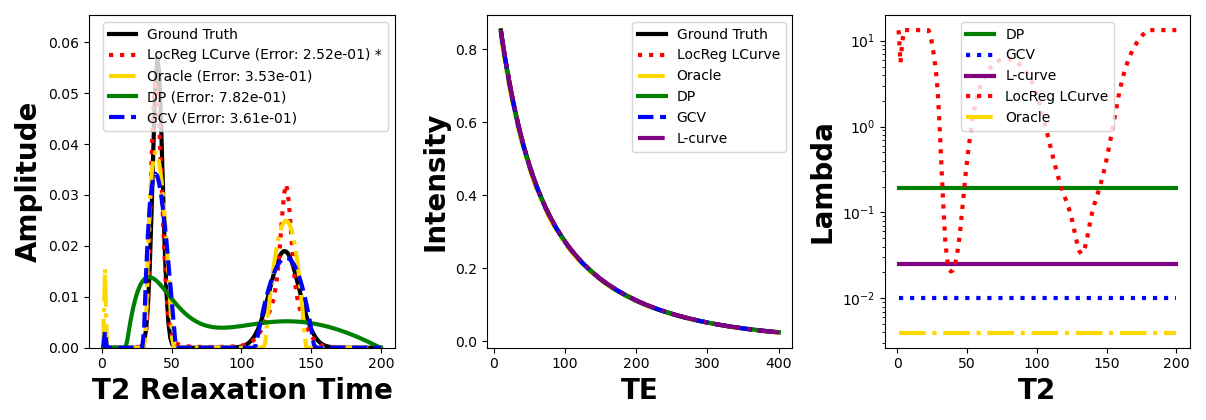 Amplitude
0.06
0.05
0.04
0.03
0.02
0.01
0.00
Ground Truth
LocReg LCurve (Error: 2.52e-01) *
Oracle (Error: 3.53e-01)
DP (Error: 7.82e-01)
GCV (Error: 3.61e-01)
0 50 100 150 200
T2 Relaxation Time
Intensity
0.8
0.6
0.4
0.2
0.0
Ground Truth
LocReg LCurve
Oracle
DP
GCV
L-curve
0 100 200 300 400
TE
Lambda
10¹
10⁰
10⁻¹
10⁻²
DP
GCV
L-curve
LocReg LCurve
Oracle
0 50 100 150 200
T2